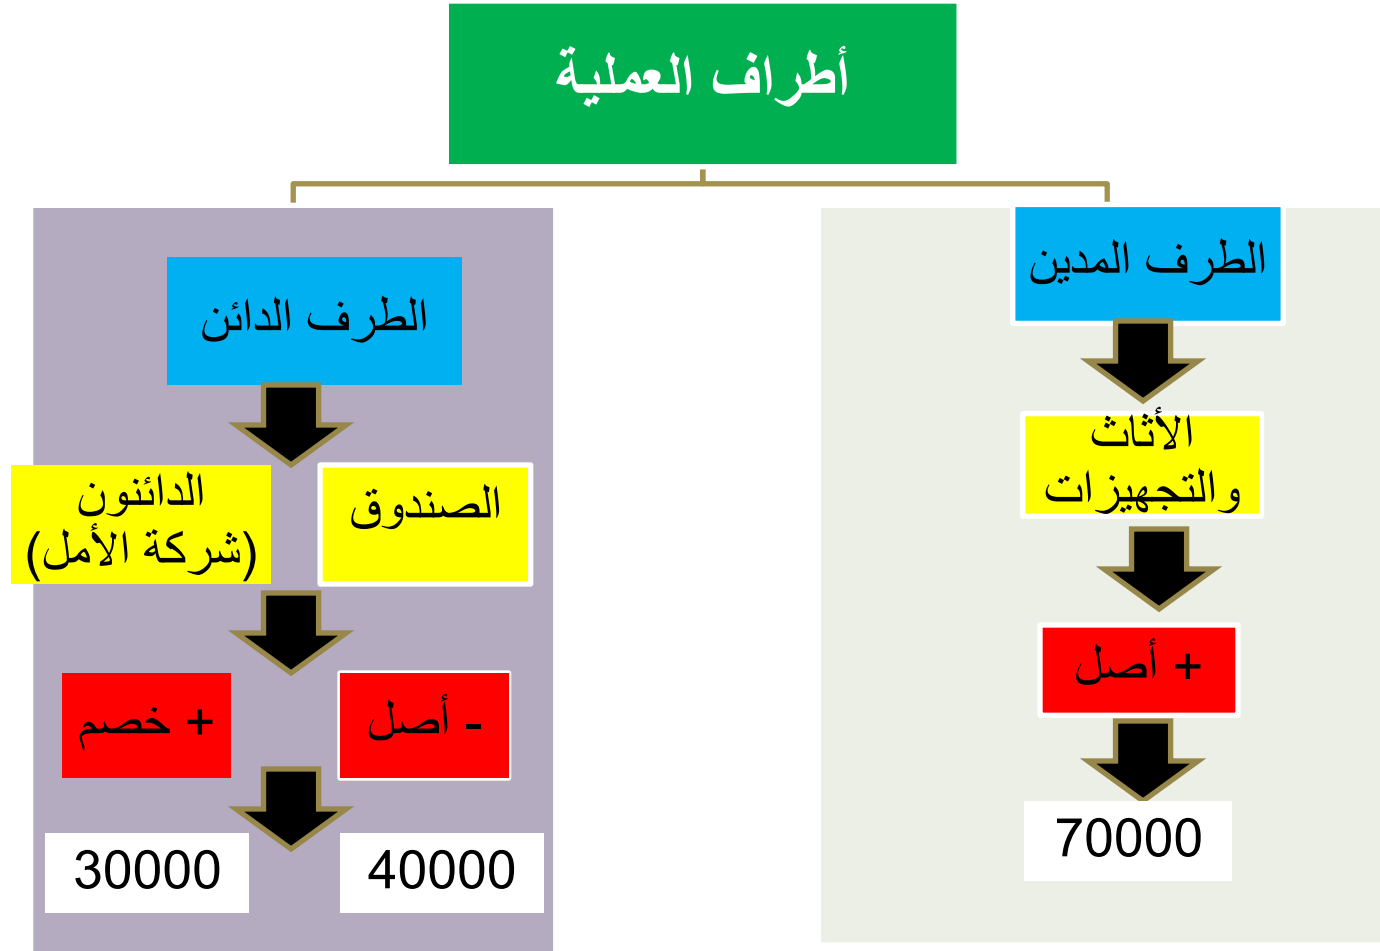 أطراف العملية
الطرف المدين
الأثاث
والتجهيزات
+ أصل
70000
الطرف الدائن
الصندوق
- أصل
40000
الدائنون
(شركة الأمل)
+ خصم
30000